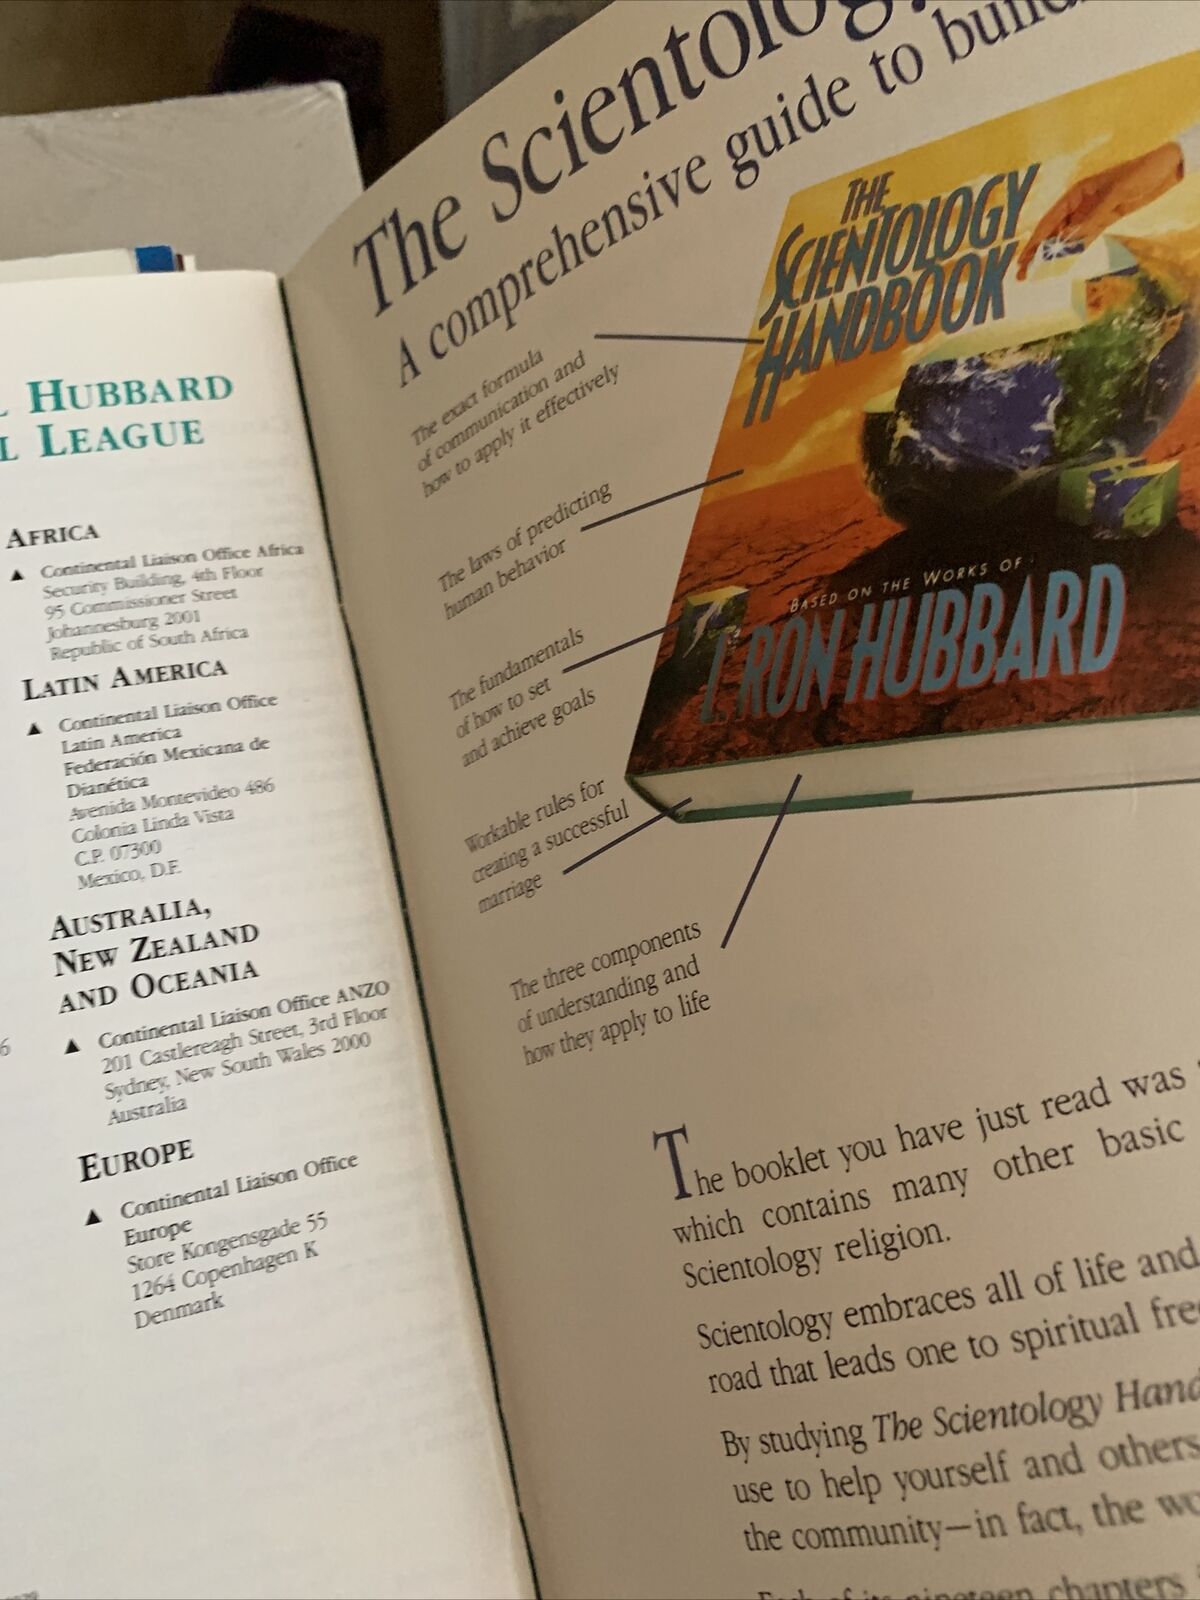 HUBBARD
LEAGUE
AFRICA
▲ Continental Liaison Office Africa
Security Building, 4th Floor
95 Commissioner Street
Johannesburg 2001
Republic of South Africa
LATIN AMERICA
▲ Continental Liaison Office
Latin America
Federación Mexicana de
Dianética
Avenida Montevideo 486
Colonia Linda Vista
C.P. 07300
Mexico, D.F.
AUSTRALIA,
NEW ZEALAND
AND OCEANIA
▲ Continental Liaison Office ANZO
201 Castlereagh Street, 3rd Floor
Sydney, New South Wales 2000
Australia
EUROPE
▲ Continental Liaison Office
Europe
Store Kongensgade 55
1264 Copenhagen K
Denmark
The Scientology
A comprehensive guide to
The exact formula
of communication and
how to apply it effectively
The laws of predicting
human behavior
The fundamentals
of how to set
and achieve goals
Workable rules for
creating a successful
marriage
The three components
of understanding and
how they apply to life
THE
SCIENTOLOGY
HANDBOOK
BASED ON THE WORKS OF
L. RON HUBBARD
The booklet you have just read was
which contains many other basic
Scientology religion.
Scientology embraces all of life and
road that leads one to spiritual
By studying The Scientology
use to help yourself and others
the community—in fact, the
Each of its nineteen chapters